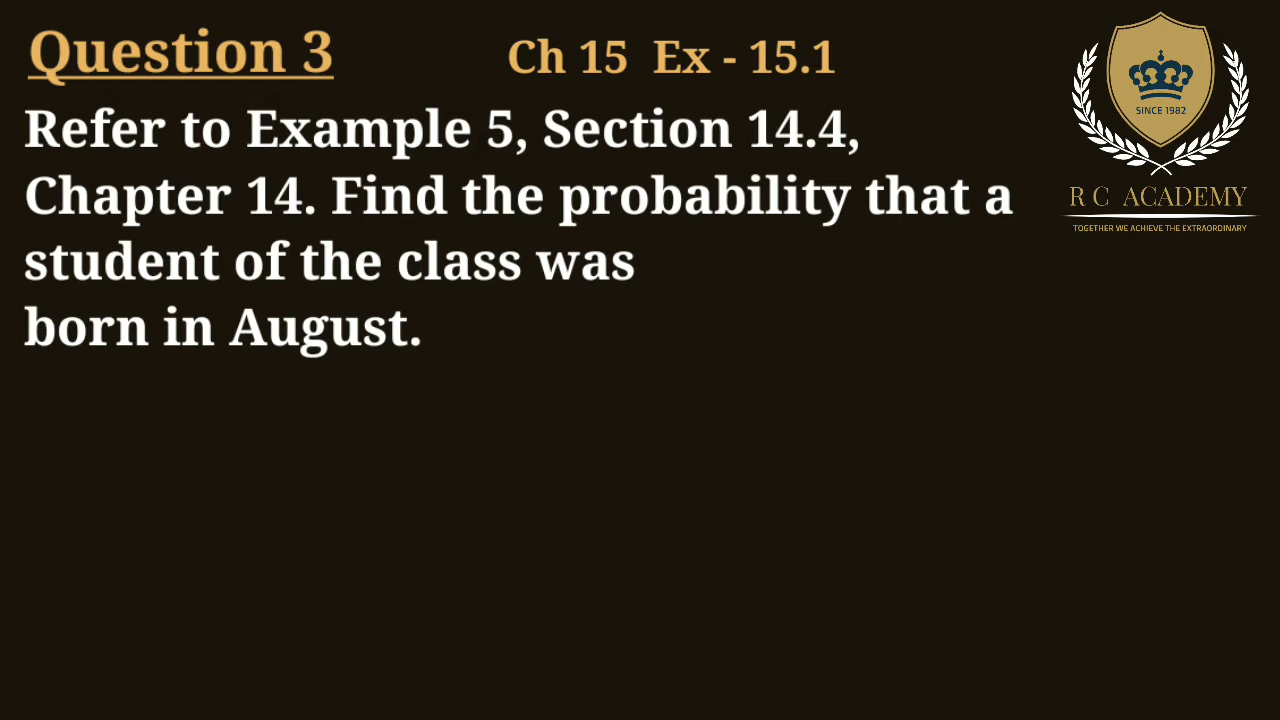 Question 3
Ch 15 Ex - 15.1
Refer to Example 5, Section 14.4,
Chapter 14. Find the probability that a
student of the class was
born in August.
SINCE 1982
R C ACADEMY
TOGETHER WE ACHIEVE THE EXTRAORDINARY